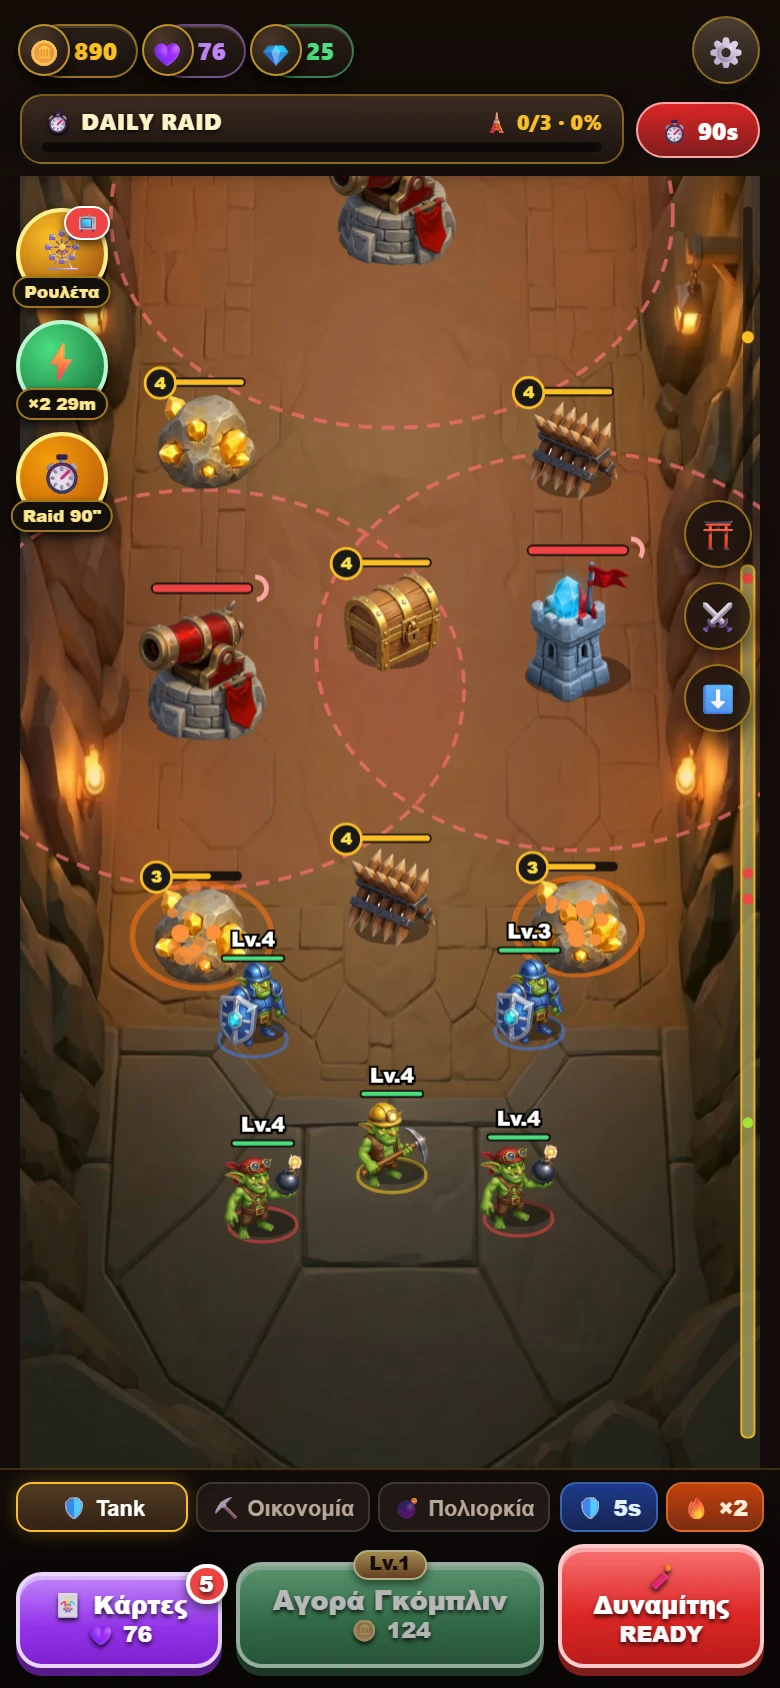 890
76
25
DAILY RAID
0/3 · 0%
90s
Ρουλέτα
×2 29m
Raid 90"
4
4
4
4
3
3
Lv.4
Lv.3
Lv.4
Lv.4
Lv.4
Tank
Οικονομία
Πολιορκία
5s
×2
Κάρτες
5
76
Lv.1
Αγορά Γκόμπλιν
124
Δυναμίτης
READY